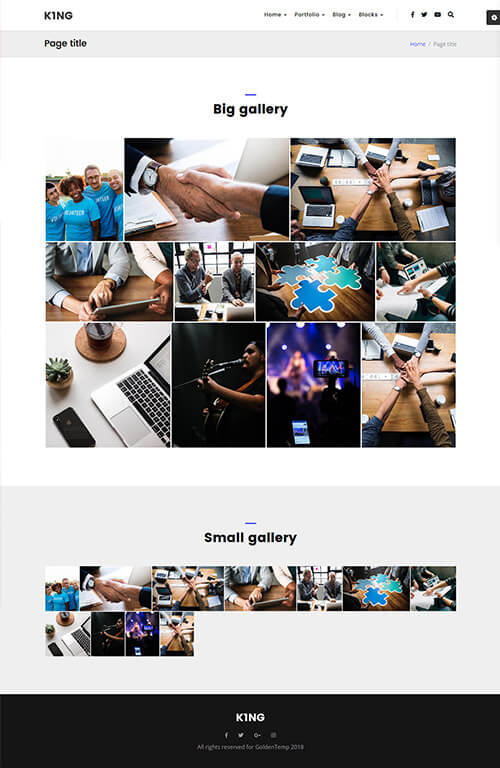 K1NG
Home Portfolio Blog Blocks
Page title
Home / Page title
Big gallery
VOLUNTEER
Small gallery
K1NG
All rights reserved for GoldenTemp 2018